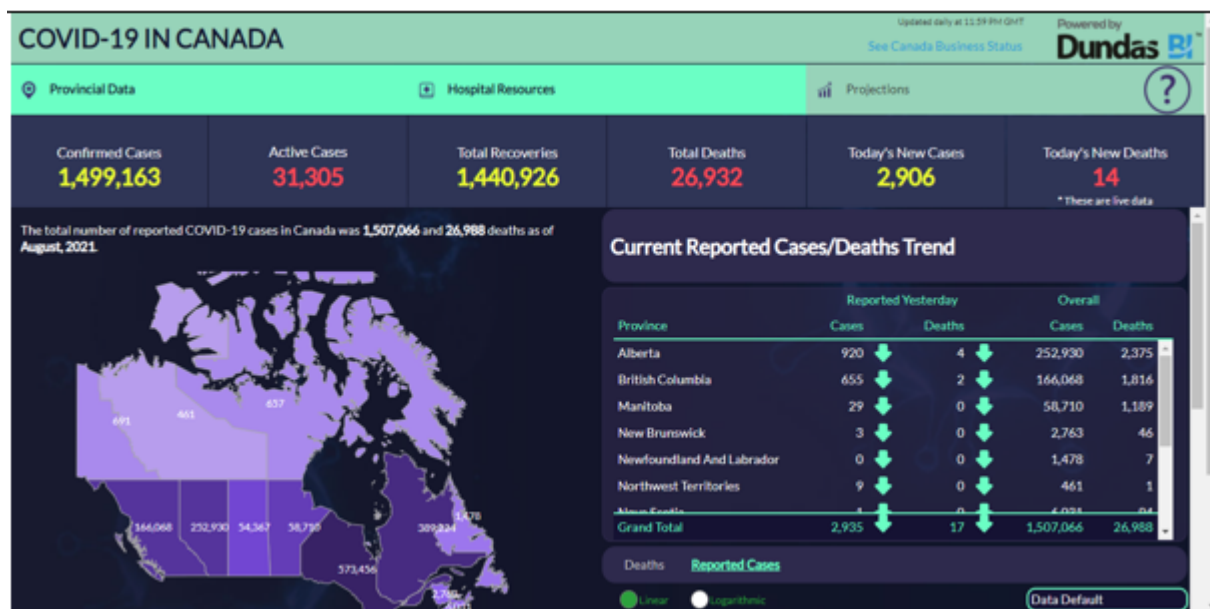 COVID-19 IN CANADA
Updated daily at 11:59 PM GMT
See Canada Business Status
Powered by
Dundas BI
Provincial Data
Hospital Resources
Projections
?
Confirmed Cases
1,499,163
Active Cases
31,305
Total Recoveries
1,440,926
Total Deaths
26,932
Today's New Cases
2,906
Today's New Deaths
14
* These are live data
The total number of reported COVID-19 cases in Canada was 1,507,066 and 26,988 deaths as of
August, 2021.
691
461
657
166,068
252,930
54,367
58,710
573,456
1,478
Current Reported Cases/Deaths Trend
Reported Yesterday Overall
Province Cases Deaths Cases Deaths
Alberta 920 4 252,930 2,375
British Columbia 655 2 166,068 1,816
Manitoba 29 0 58,710 1,189
New Brunswick 3 0 2,763 46
Newfoundland And Labrador 0 0 1,478 7
Northwest Territories 9 0 461 1
Nova Scotia
Grand Total 2,935 17 1,507,066 26,988
Deaths Reported Cases
Linear Logarithmic
Data Default